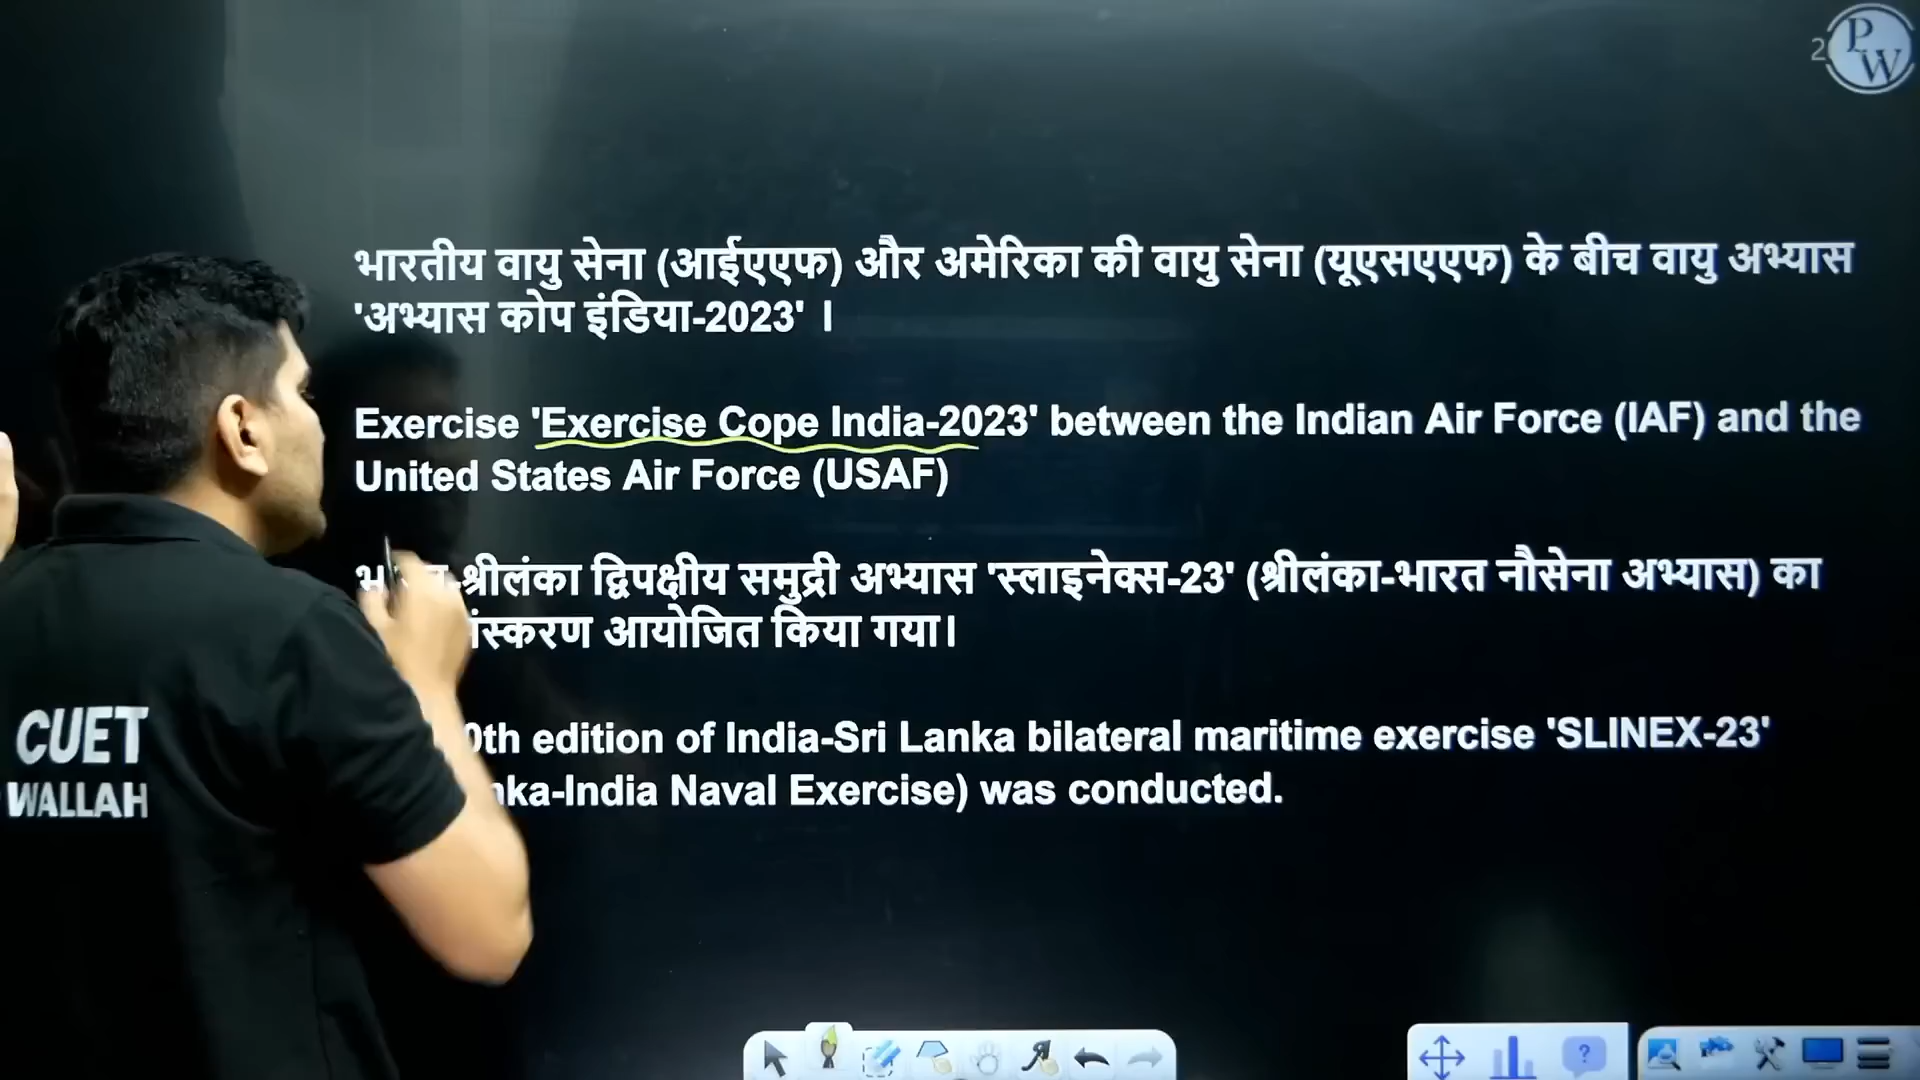 2 PW
भारतीय वायु सेना (आईएएफ) और अमेरिका की वायु सेना (यूएसएएफ) के बीच वायु अभ्यास
'अभ्यास कोप इंडिया-2023' ।
Exercise 'Exercise Cope India-2023' between the Indian Air Force (IAF) and the
United States Air Force (USAF)
-श्रीलंका द्विपक्षीय समुद्री अभ्यास 'स्लाइनेक्स-23' (श्रीलंका-भारत नौसेना अभ्यास) का
आयोजित किया गया।
edition of India-Sri Lanka bilateral maritime exercise 'SLINEX-23'
-India Naval Exercise) was conducted.
CUET
WALLAH